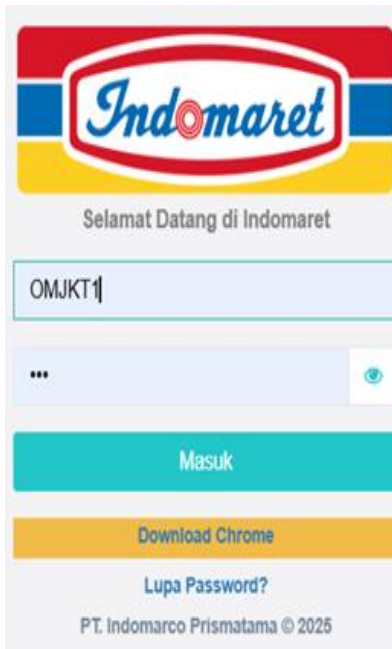 Indomaret
Selamat Datang di Indomaret
OMJKT1
•••
Masuk
Download Chrome
Lupa Password?
PT. Indomarco Prismatama © 2025